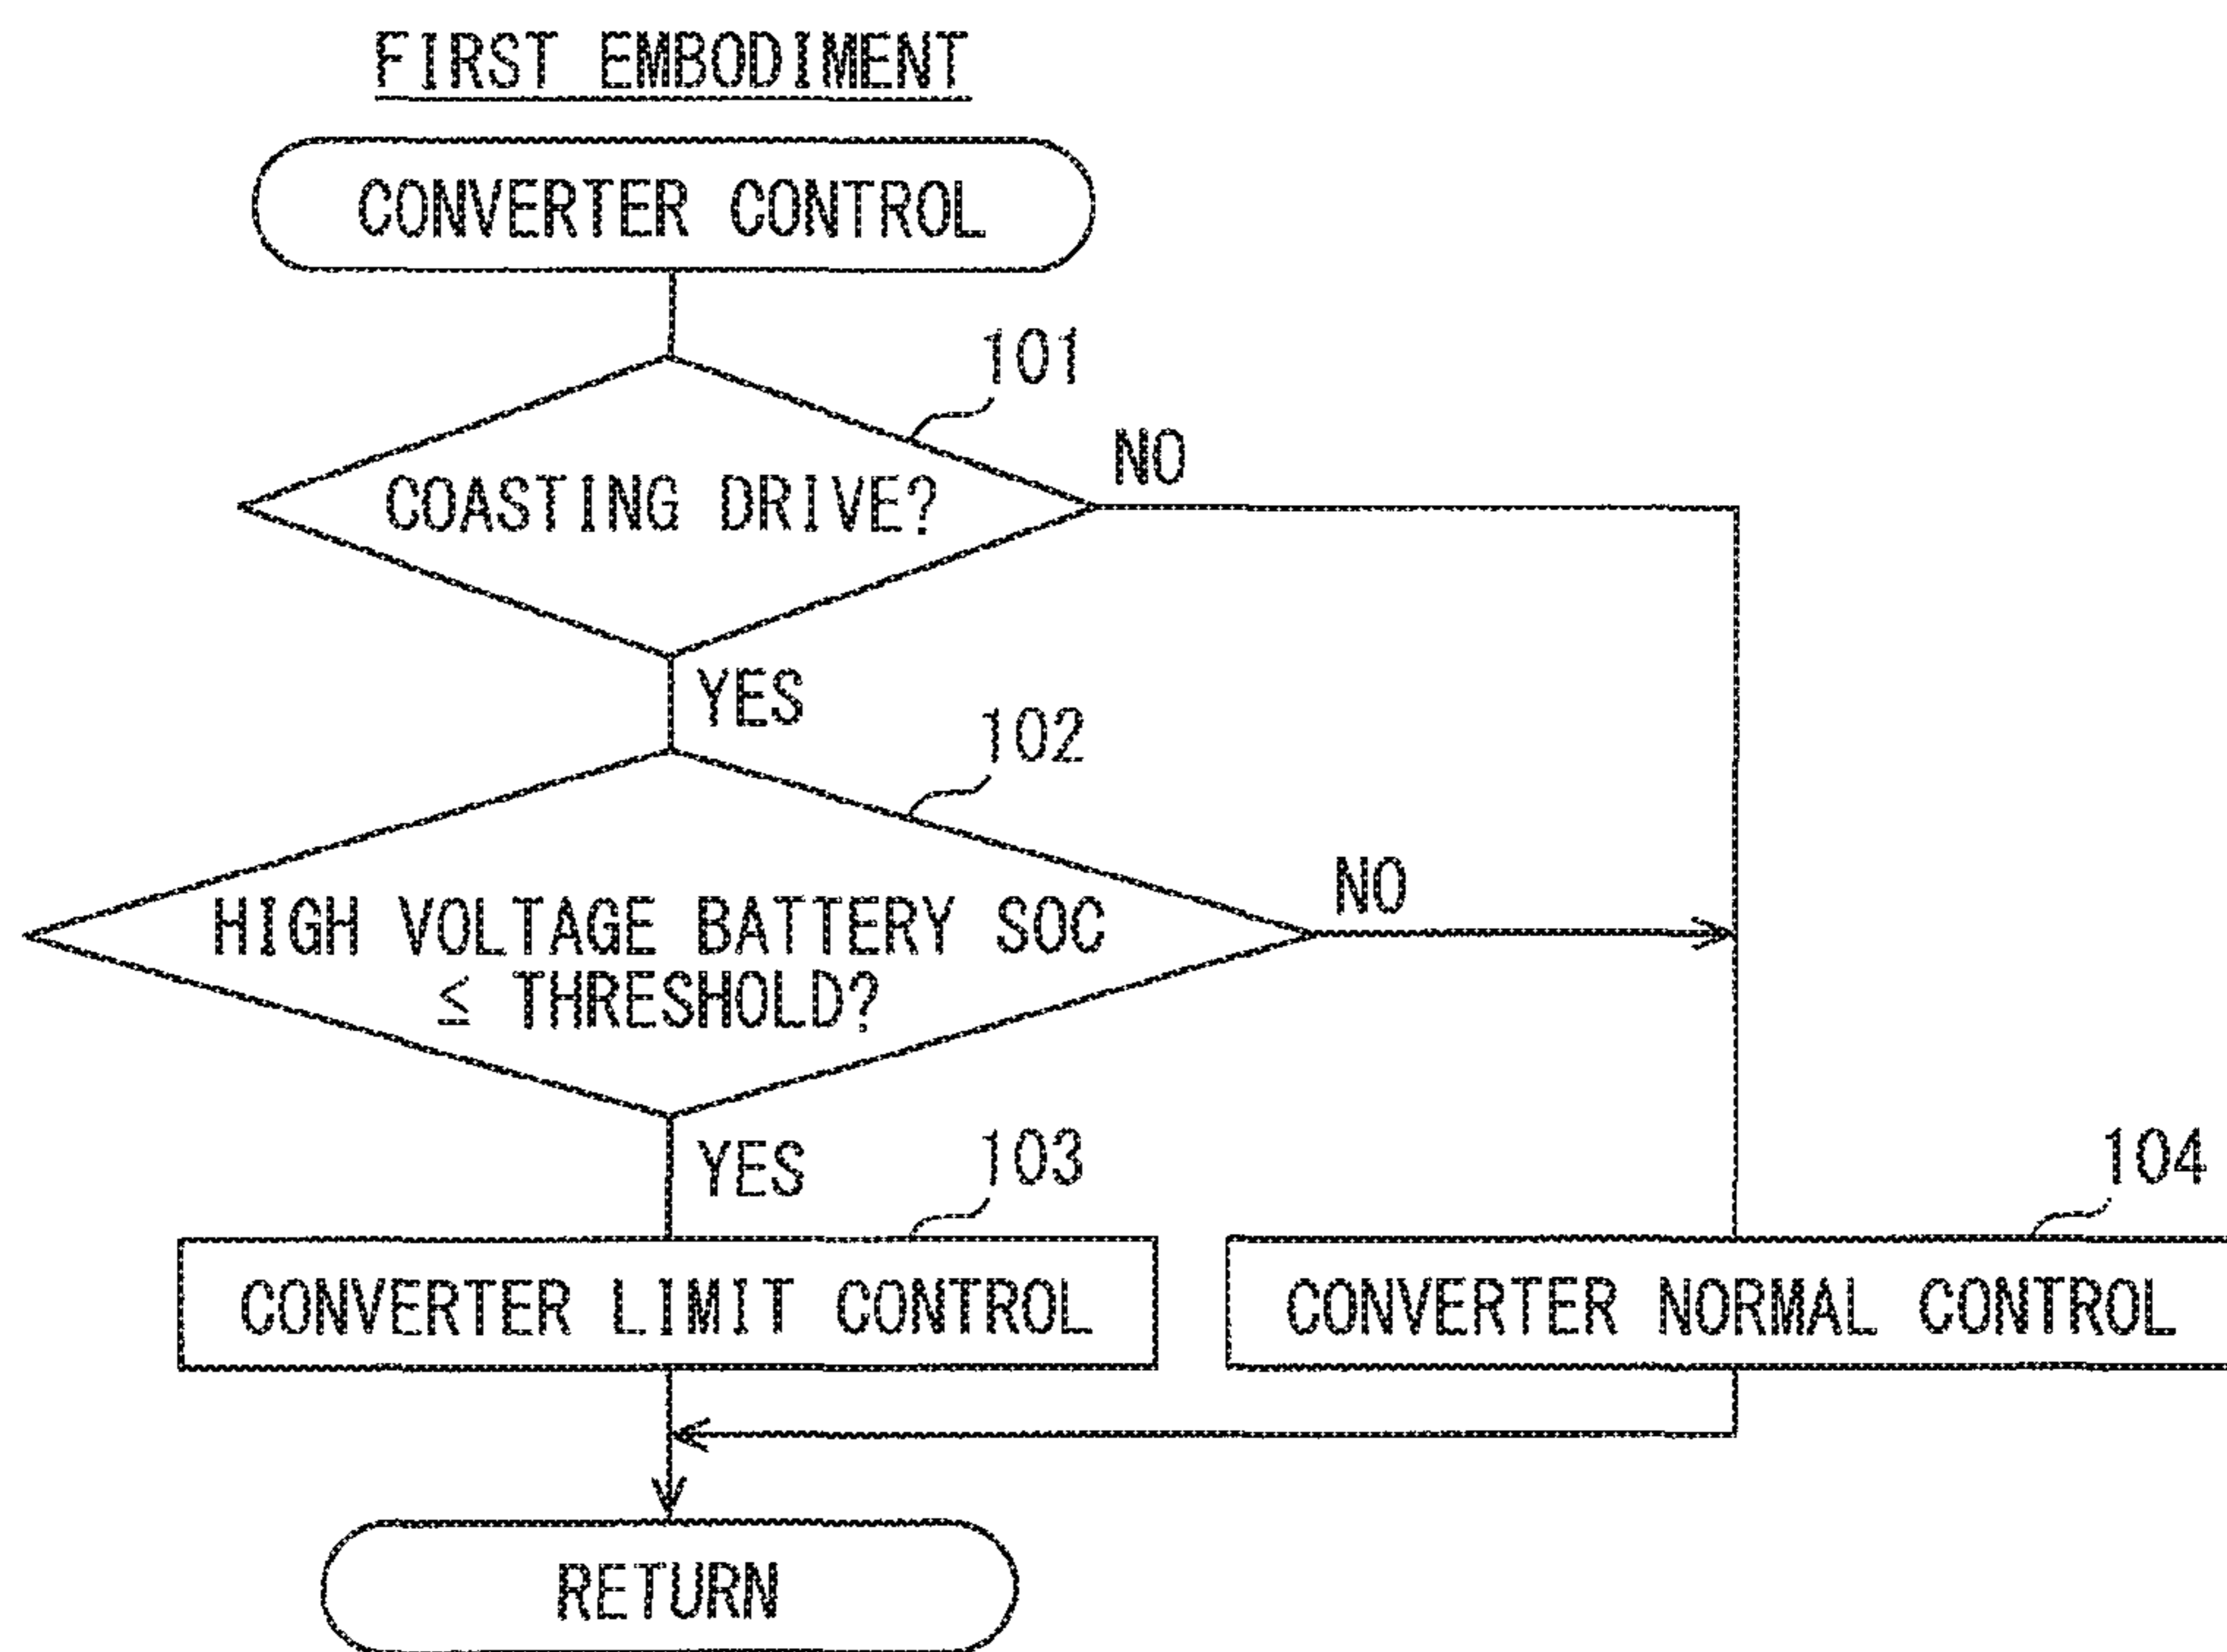 FIRST EMBODIMENT
CONVERTER CONTROL
101
COASTING DRIVE?
NO
YES
102
HIGH VOLTAGE BATTERY SOC
≤ THRESHOLD?
NO
YES
103
104
CONVERTER LIMIT CONTROL
CONVERTER NORMAL CONTROL
RETURN